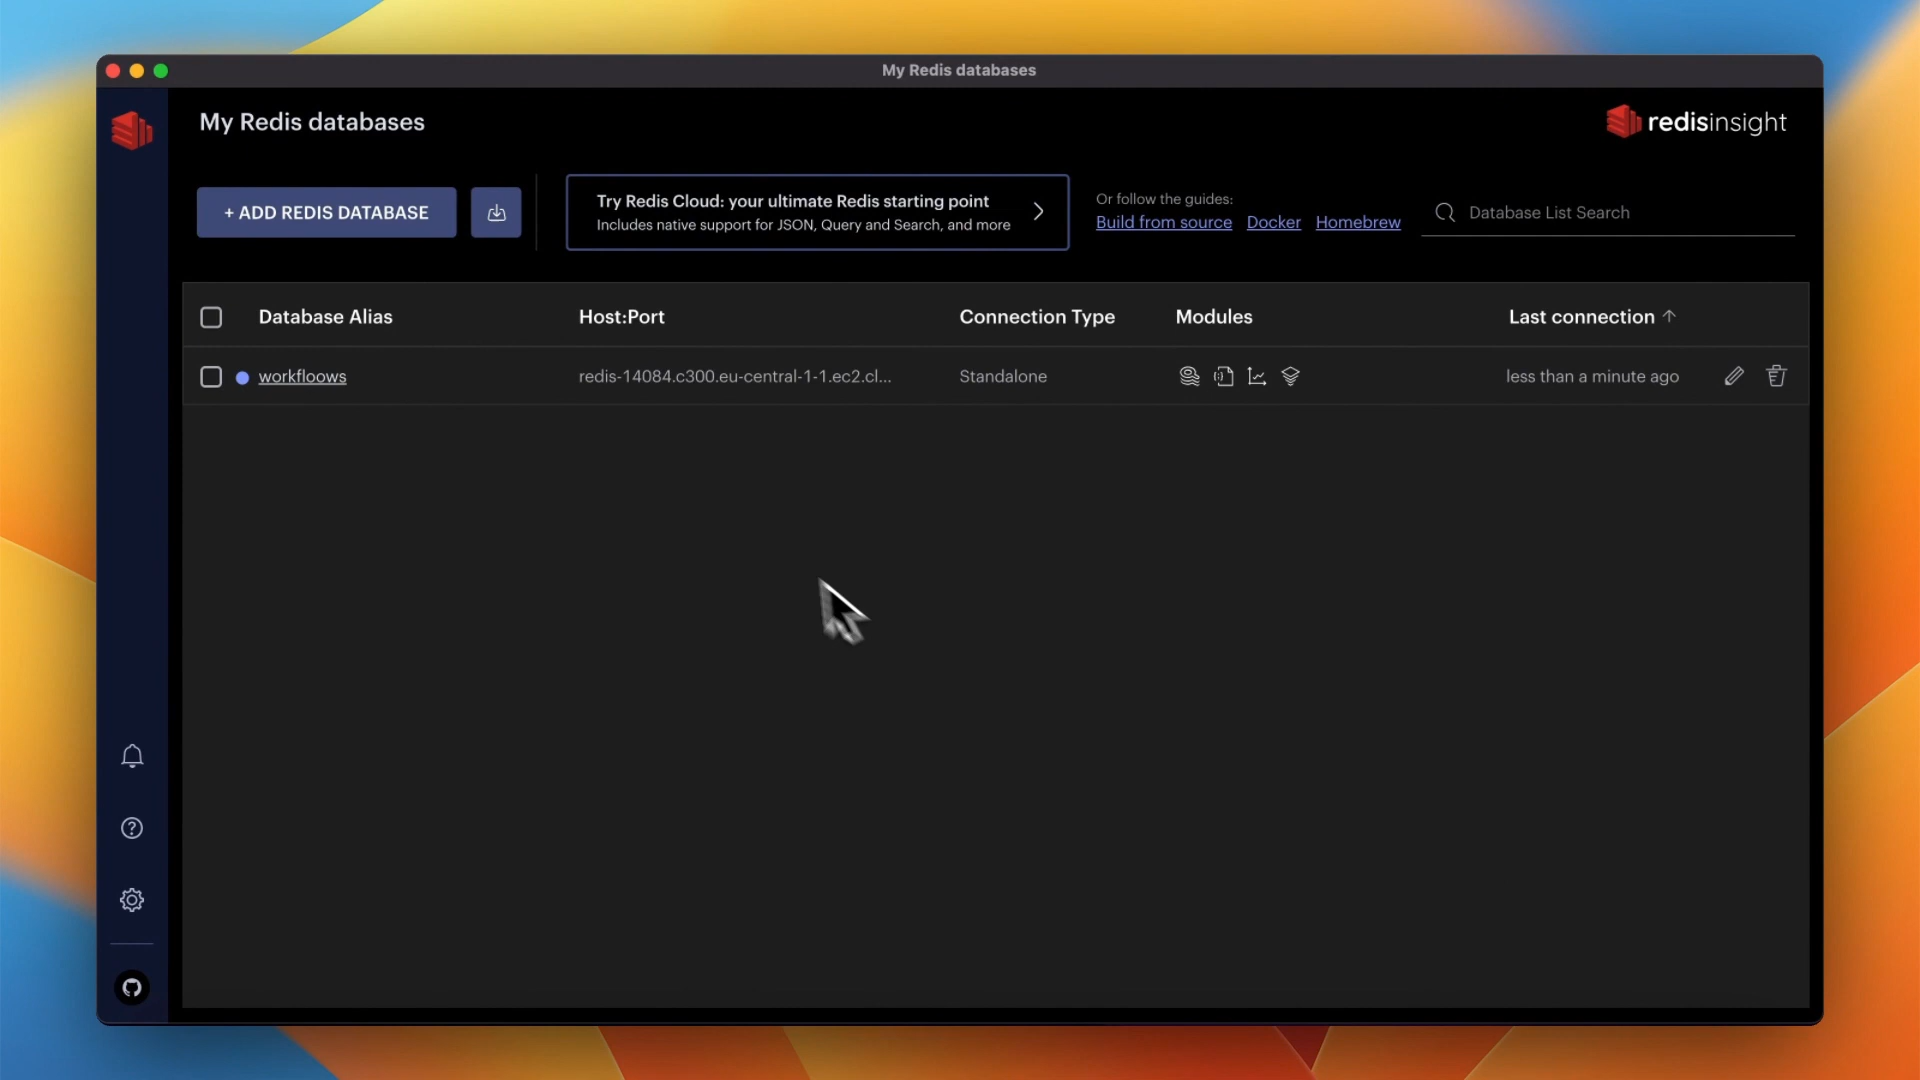 My Redis databases
My Redis databases
redisinsight
+ ADD REDIS DATABASE
Try Redis Cloud: your ultimate Redis starting point
Includes native support for JSON, Query and Search, and more
Or follow the guides:
Build from source Docker Homebrew
Database List Search
Database Alias Host:Port Connection Type Modules Last connection
workfloows redis-14084.c300.eu-central-1-1.ec2.cl... Standalone less than a minute ago